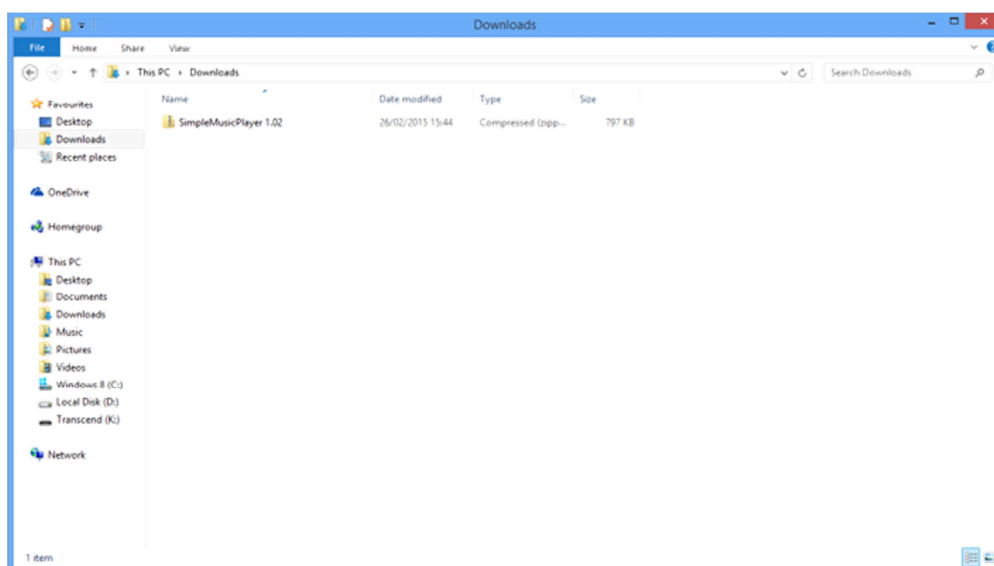 Downloads
File Home Share View
This PC Downloads
Search Downloads
Name Date modified Type Size
SimpleMusicPlayer 1.02 26/02/2015 15:44 Compressed (zipp... 797 KB
Favourites
Desktop
Downloads
Recent places
OneDrive
Homegroup
This PC
Desktop
Documents
Downloads
Music
Pictures
Videos
Windows 8 (C:)
Local Disk (D:)
Transcend (K:)
Network
1 item